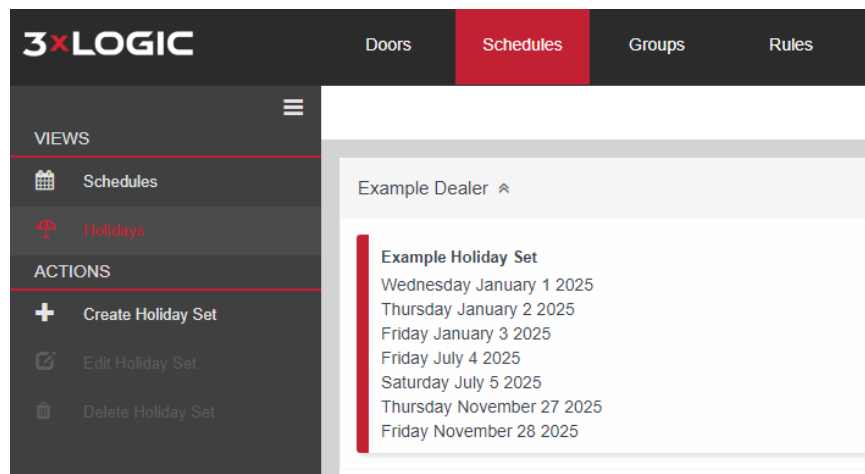 3xLOGIC
Doors
Schedules
Groups
Rules
VIEWS
Schedules
Holidays
ACTIONS
Create Holiday Set
Edit Holiday Set
Delete Holiday Set
Example Dealer
Example Holiday Set
Wednesday January 1 2025
Thursday January 2 2025
Friday January 3 2025
Friday July 4 2025
Saturday July 5 2025
Thursday November 27 2025
Friday November 28 2025